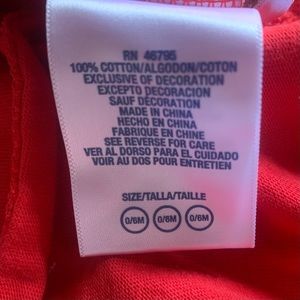 RN 46795
100% COTTON/ALGODON/COTON
EXCLUSIVE OF DECORATION
EXCEPTO DECORACION
SAUF DÉCORATION
MADE IN CHINA
HECHO EN CHINA
FABRIQUE EN CHINE
SEE REVERSE FOR CARE
VER AL DORSO PARA EL CUIDADO
VOIR AU DOS POUR ENTRETIEN
SIZE/TALLA/TAILLE
0/6M 0/6M 0/6M